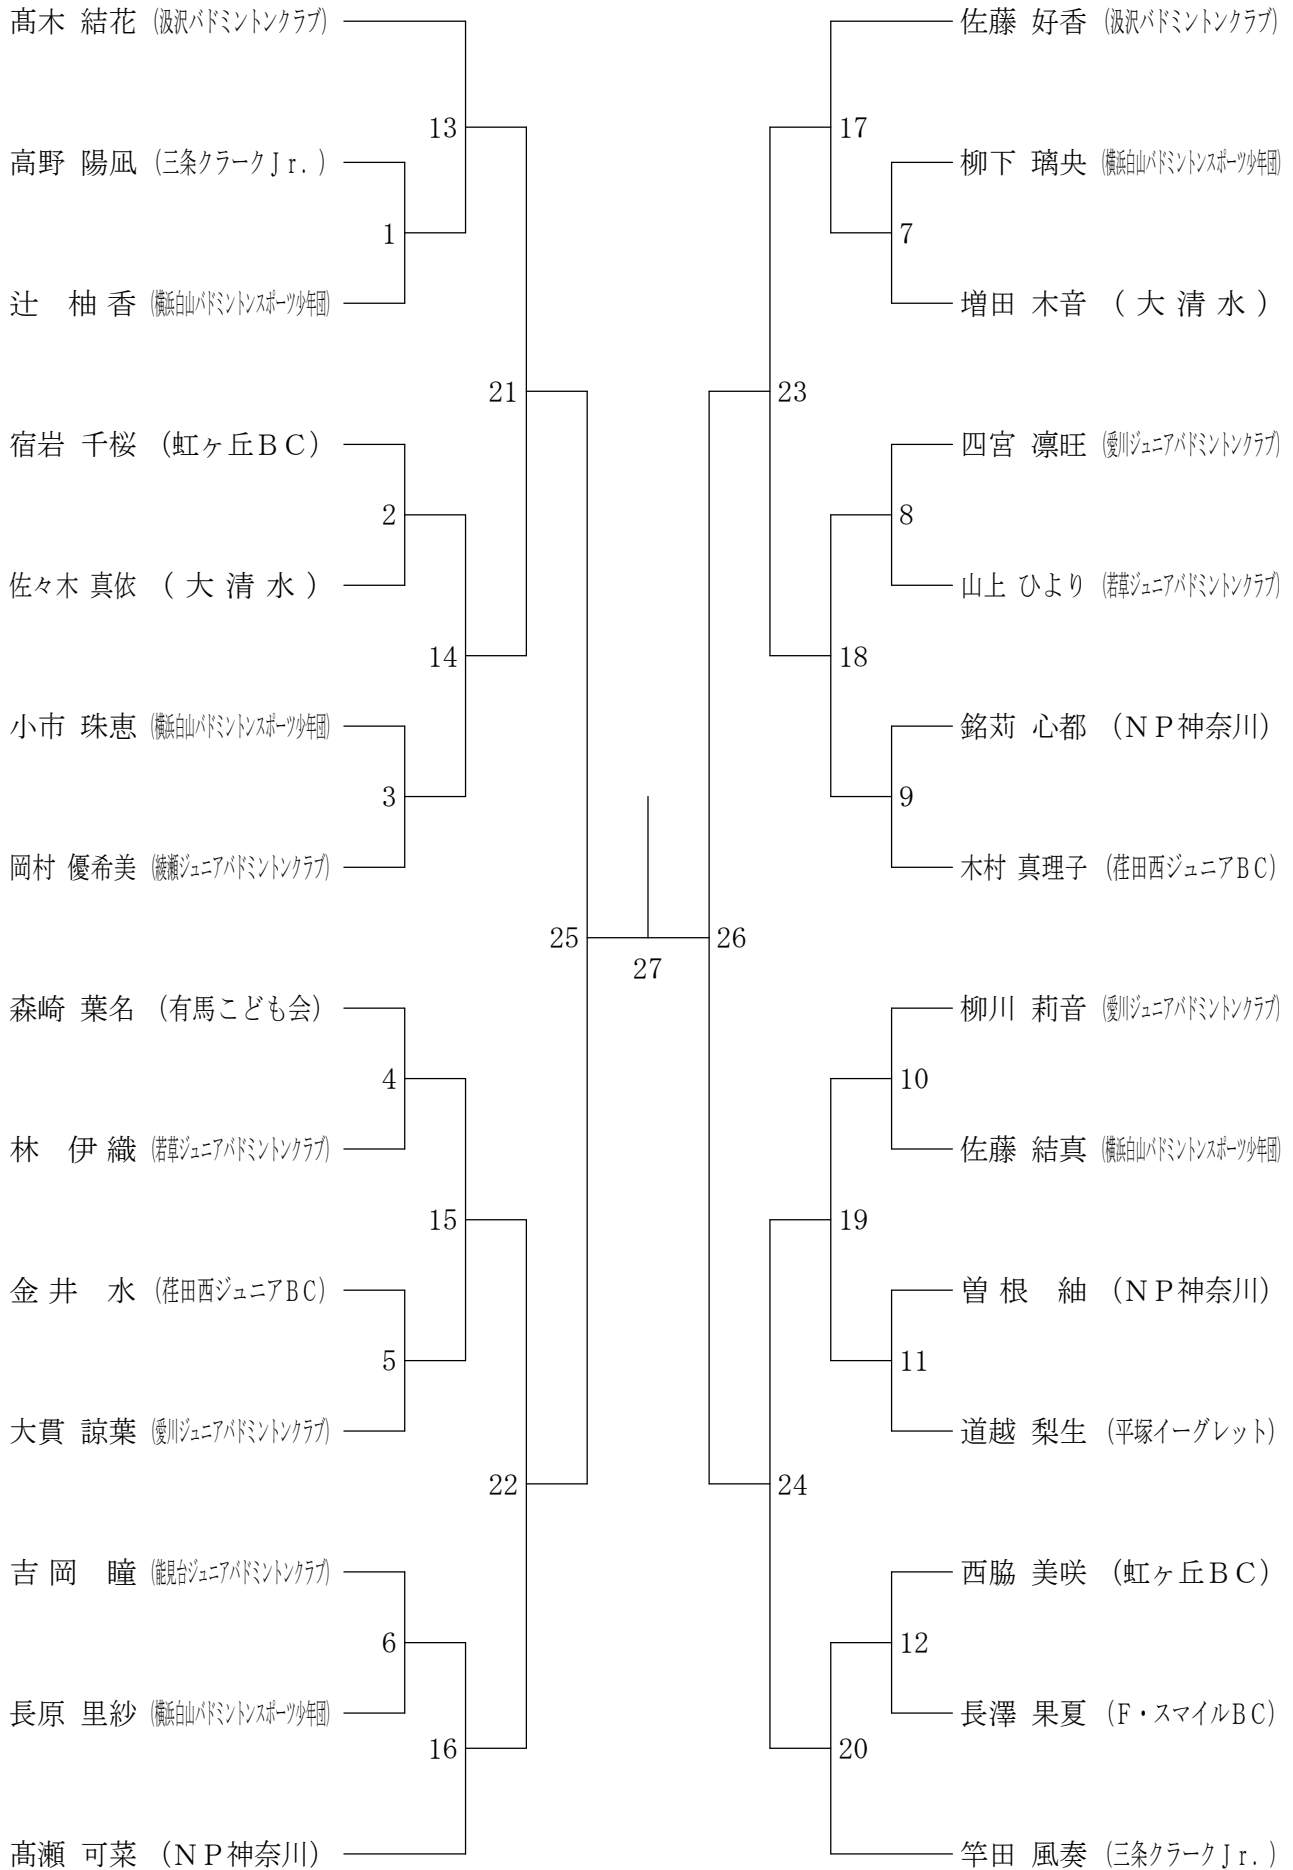 髙木 結花 (汲沢バドミントンクラブ)
13
高野 陽凪 (三条クラークJr.)
1
辻 柚香 (横浜白山バドミントンスポーツ少年団)
21
宿岩 千桜 (虹ヶ丘BC)
2
佐々木 真依 (大清水)
14
小市 珠恵 (横浜白山バドミントンスポーツ少年団)
3
岡村 優希美 (綾瀬ジュニアバドミントンクラブ)
25
森崎 葉名 (有馬こども会)
4
林 伊織 (若草ジュニアバドミントンクラブ)
15
金井 水 (荏田西ジュニアBC)
5
大貫 諒葉 (愛川ジュニアバドミントンクラブ)
22
吉岡 瞳 (能見台ジュニアバドミントンクラブ)
6
長原 里紗 (横浜白山バドミントンスポーツ少年団)
16
髙瀬 可菜 (NP神奈川)
27
佐藤 好香 (汲沢バドミントンクラブ)
17
柳下 璃央 (横浜白山バドミントンスポーツ少年団)
7
増田 木音 (大清水)
23
四宮 凛旺 (愛川ジュニアバドミントンクラブ)
8
山上 ひより (若草ジュニアバドミントンクラブ)
18
銘苅 心都 (NP神奈川)
9
木村 真理子 (荏田西ジュニアBC)
26
柳川 莉音 (愛川ジュニアバドミントンクラブ)
10
佐藤 結真 (横浜白山バドミントンスポーツ少年団)
19
曽根 紬 (NP神奈川)
11
道越 梨生 (平塚イーグレット)
24
西脇 美咲 (虹ヶ丘BC)
12
長澤 果夏 (F・スマイルBC)
20
竿田 風奏 (三条クラークJr.)